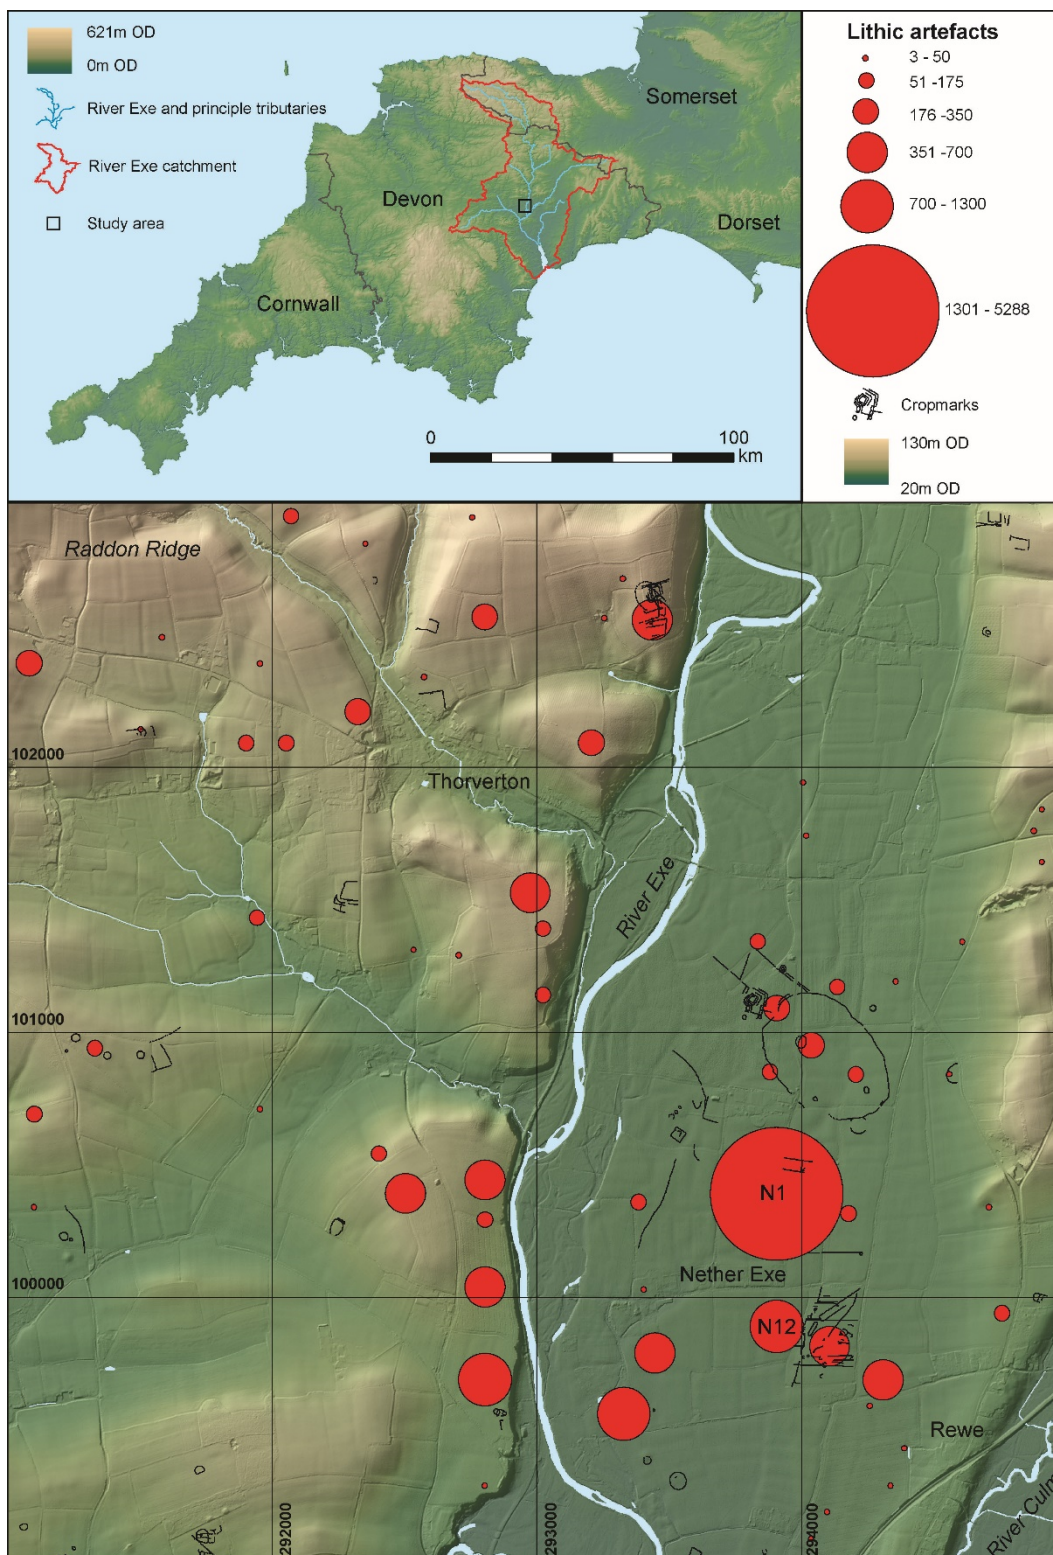 621m OD
0m OD
River Exe and principle tributaries
River Exe catchment
Study area
Somerset
Devon
Dorset
Cornwall
0 100
km
Lithic artefacts
3 - 50
51 -175
176 -350
351 -700
700 - 1300
1301 - 5288
Cropmarks
130m OD
20m OD
Raddon Ridge
102000
Thorverton
River Exe
101000
N1
Nether Exe
100000
N12
Rewe
292000
293000
294000
River Culm